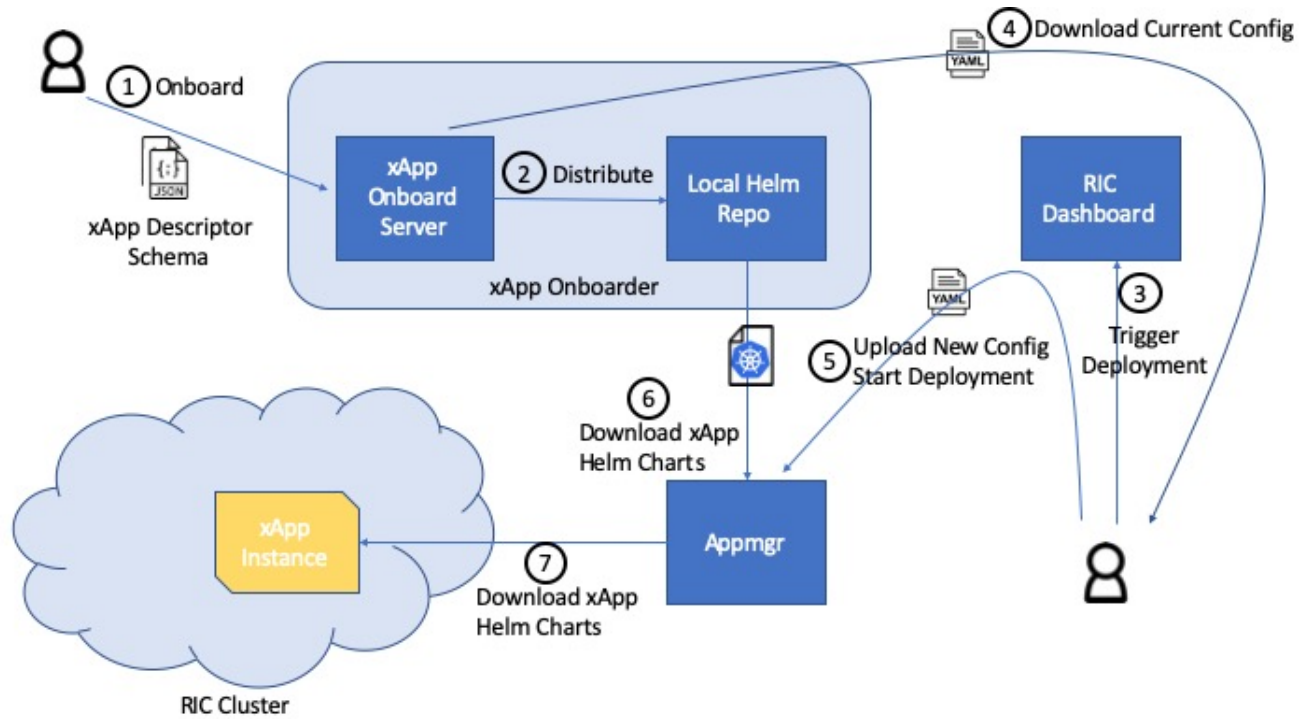 4
Download Current Config
YAML
1
Onboard
{;}
JSON
xApp Descriptor
Schema
xApp
Onboard
Server
2
Distribute
Local Helm
Repo
xApp Onboarder
RIC
Dashboard
YAML
3
Trigger
Deployment
5
Upload New Config
Start Deployment
6
Download xApp
Helm Charts
xApp
Instance
Appmgr
7
Download xApp
Helm Charts
RIC Cluster